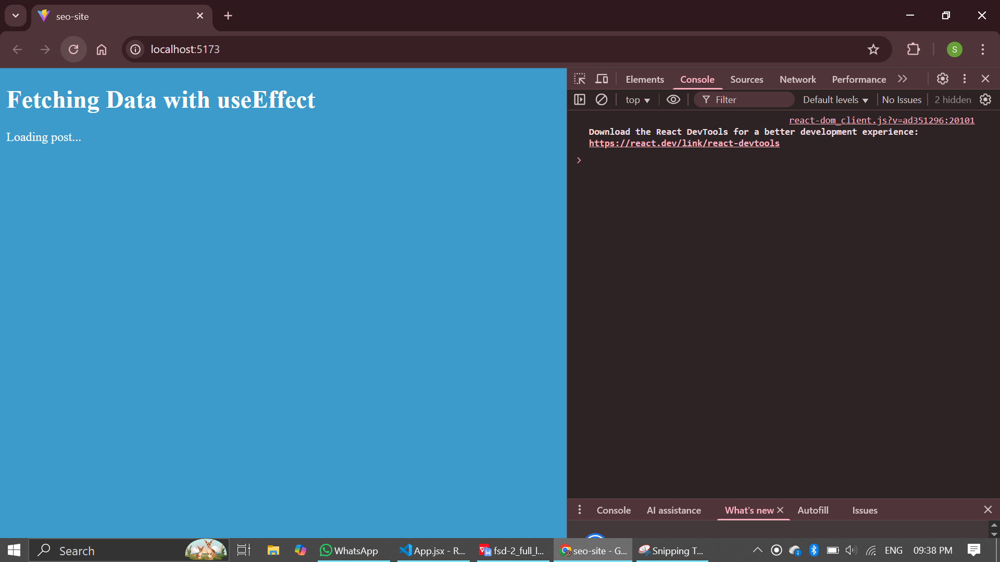 seo-site
localhost:5173
S
Fetching Data with useEffect
Loading post...
Elements Console Sources Network Performance
top Filter Default levels No Issues 2 hidden
react-dom_client.js?v=ad351296:20101
Download the React DevTools for a better development experience:
https://react.dev/link/react-devtools
Console AI assistance What's new Autofill Issues
Search WhatsApp App.jsx - R... fsd-2_full_l... seo-site - G... Snipping T... ENG 09:38 PM